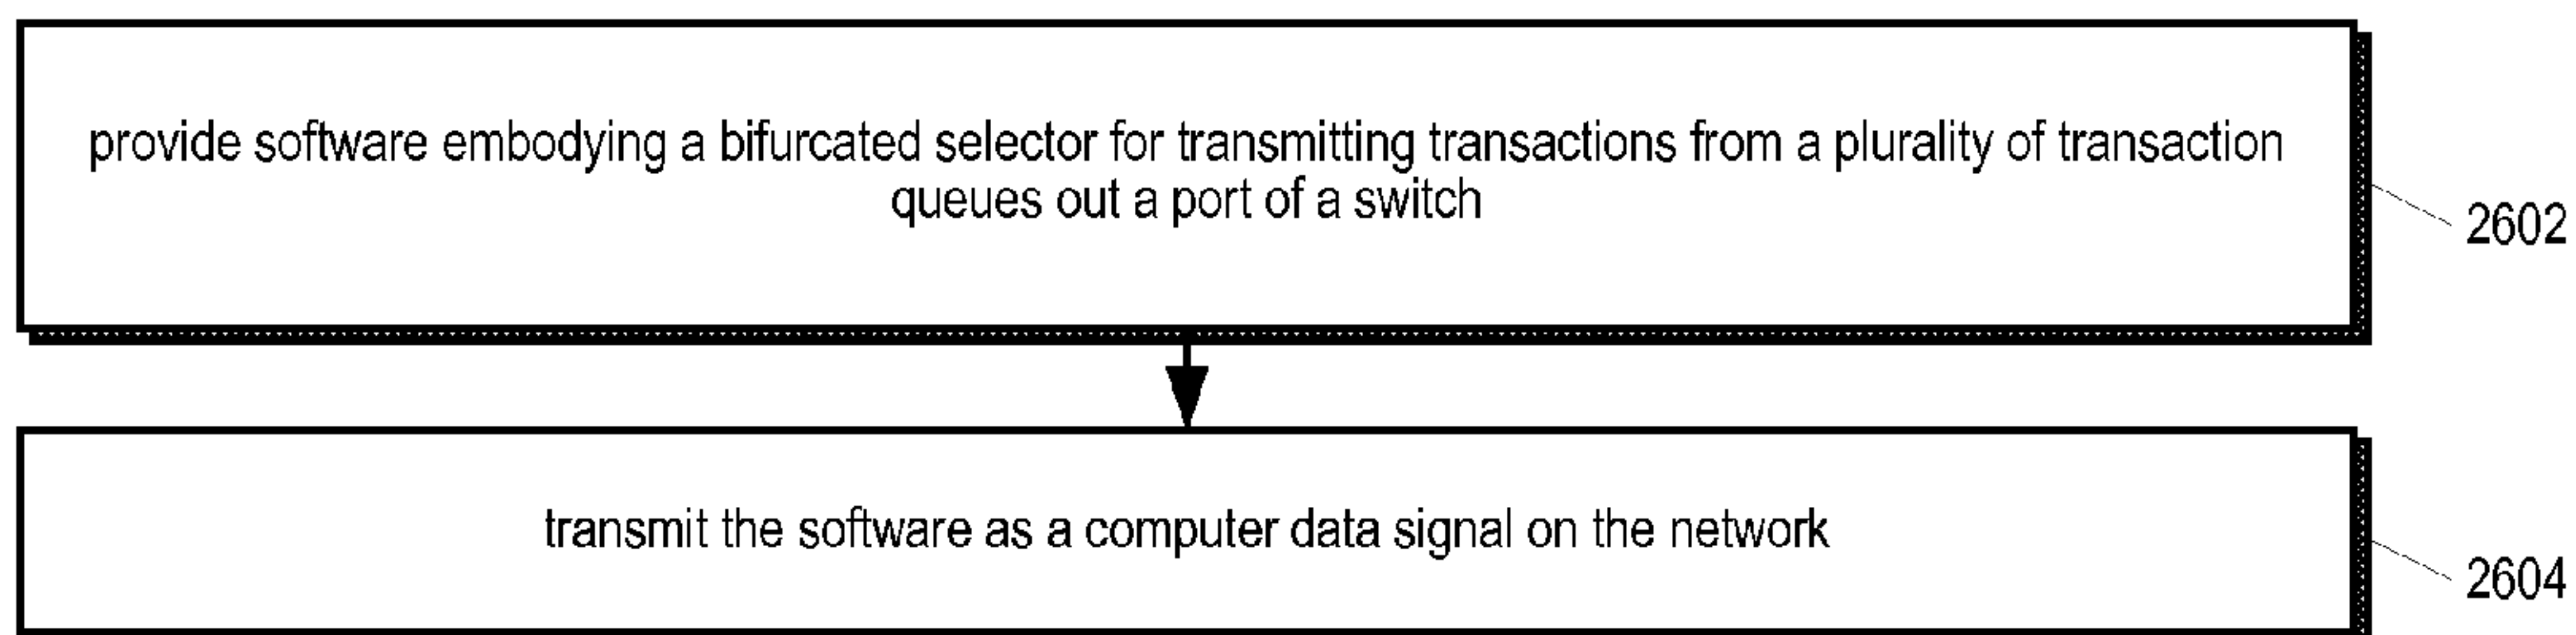 provide software embodying a bifurcated selector for transmitting transactions from a plurality of transaction
queues out a port of a switch
2602
transmit the software as a computer data signal on the network
2604